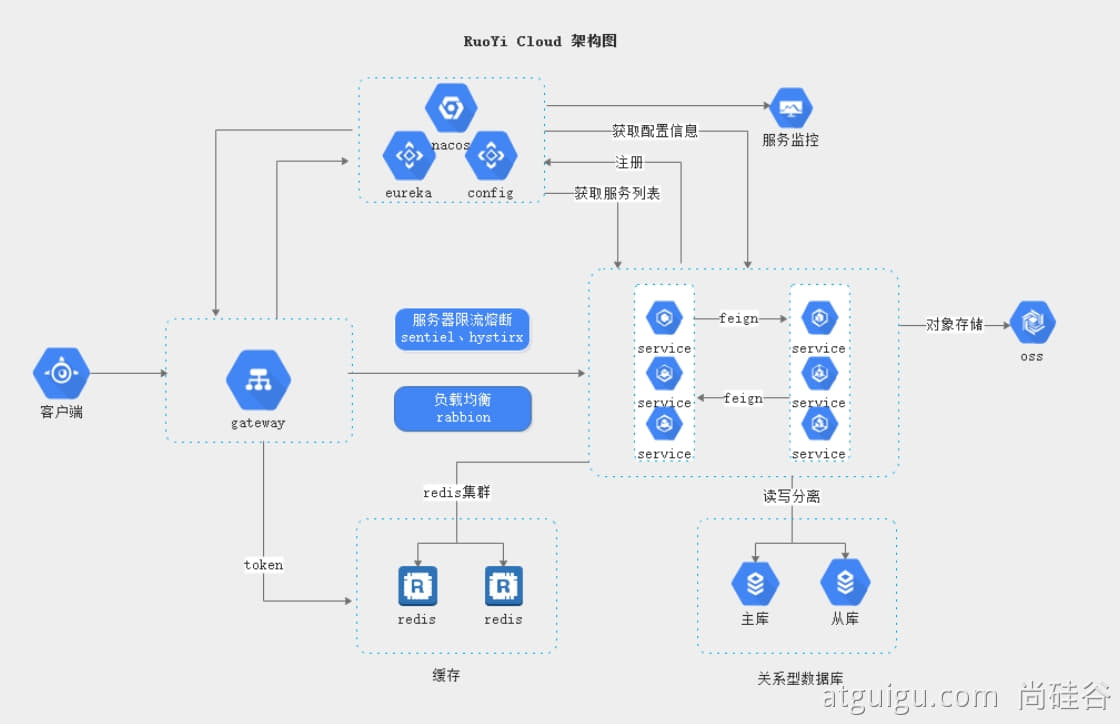 RuoYi Cloud 架构图
nacos
eureka
config
服务监控
获取配置信息
注册
获取服务列表
客户端
gateway
服务器限流熔断
sentiel、hystirx
负载均衡
rabbion
service
service
service
feign
feign
service
service
service
对象存储
oss
token
redis集群
R
R
redis
redis
缓存
读写分离
主库
从库
关系型数据库
atguigu.com 尚硅谷